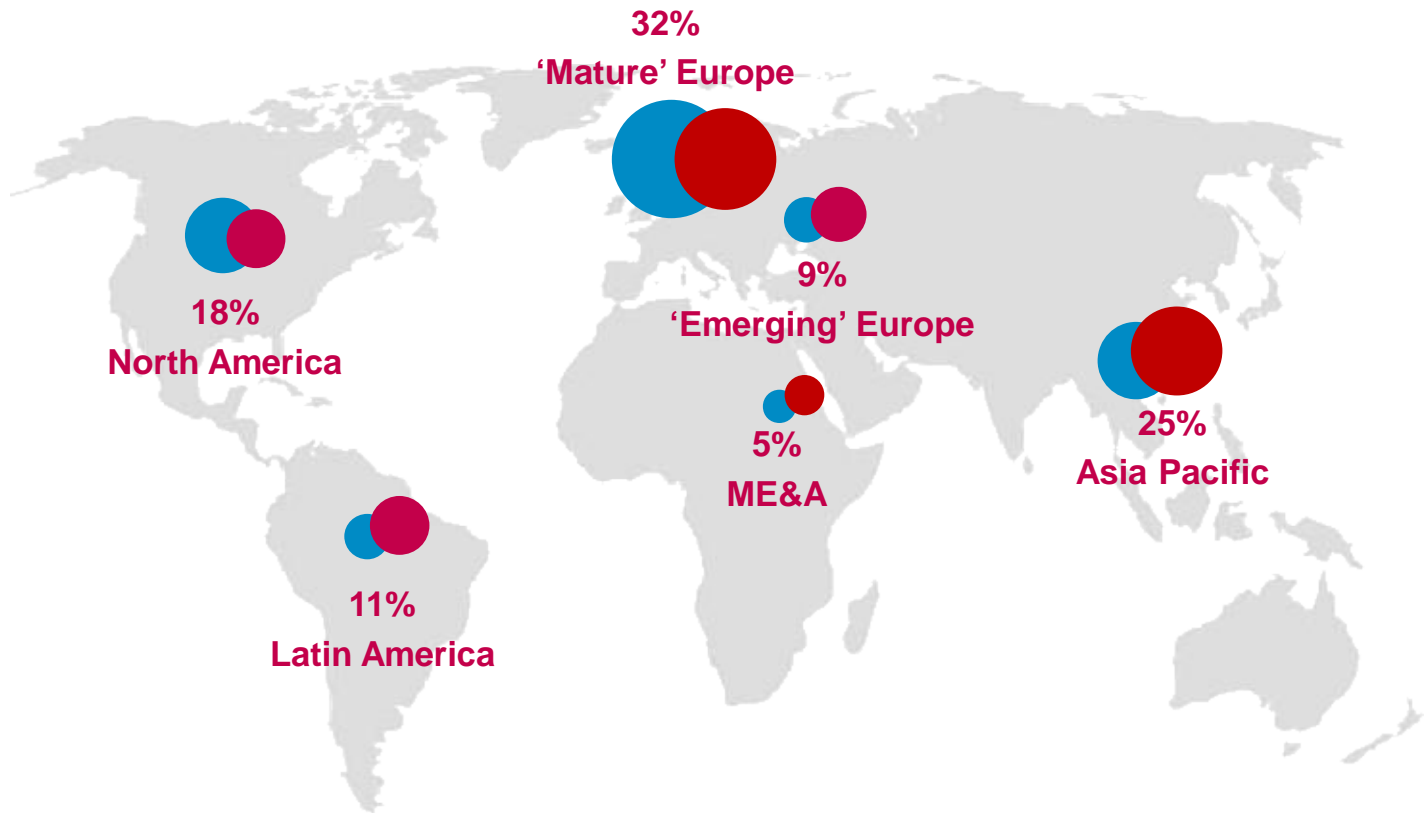 32%
‘Mature’ Europe
9%
‘Emerging’ Europe
18%
North America
5%
ME&A
25%
Asia Pacific
11%
Latin America